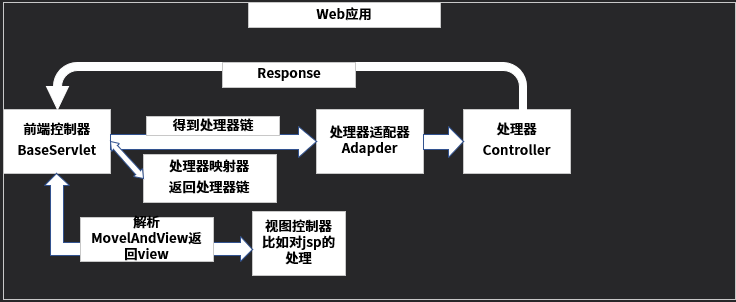 Web应用
Response
前端控制器
BaseServlet
得到处理器链
处理器适配器
Adapder
处理器
Controller
处理器映射器
返回处理器链
解析
MovelAndView返
回view
视图控制器
比如对jsp的
处理